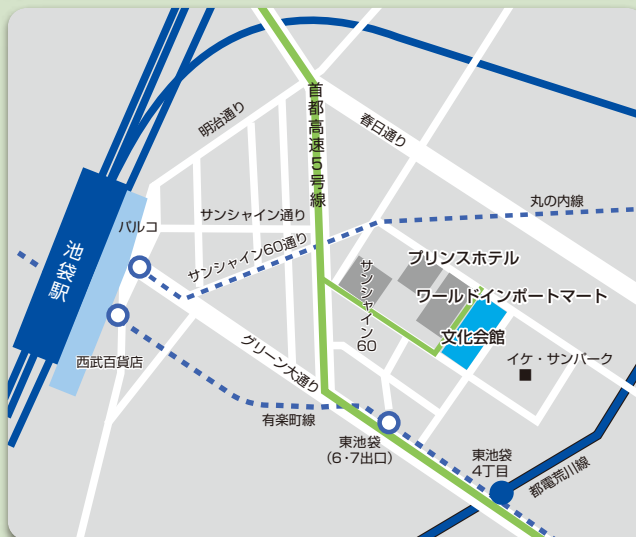 首都高速5号線
明治通り
春日通り
パルコ
サンシャイン通り
丸の内線
サンシャイン60通り
池袋駅
プリンスホテル
サンシャイン60
ワールドインポートマート
文化会館
西武百貨店
グリーン大通り
イケ・サンパーク
有楽町線
東池袋
(6・7出口)
東池袋
4丁目
都電荒川線